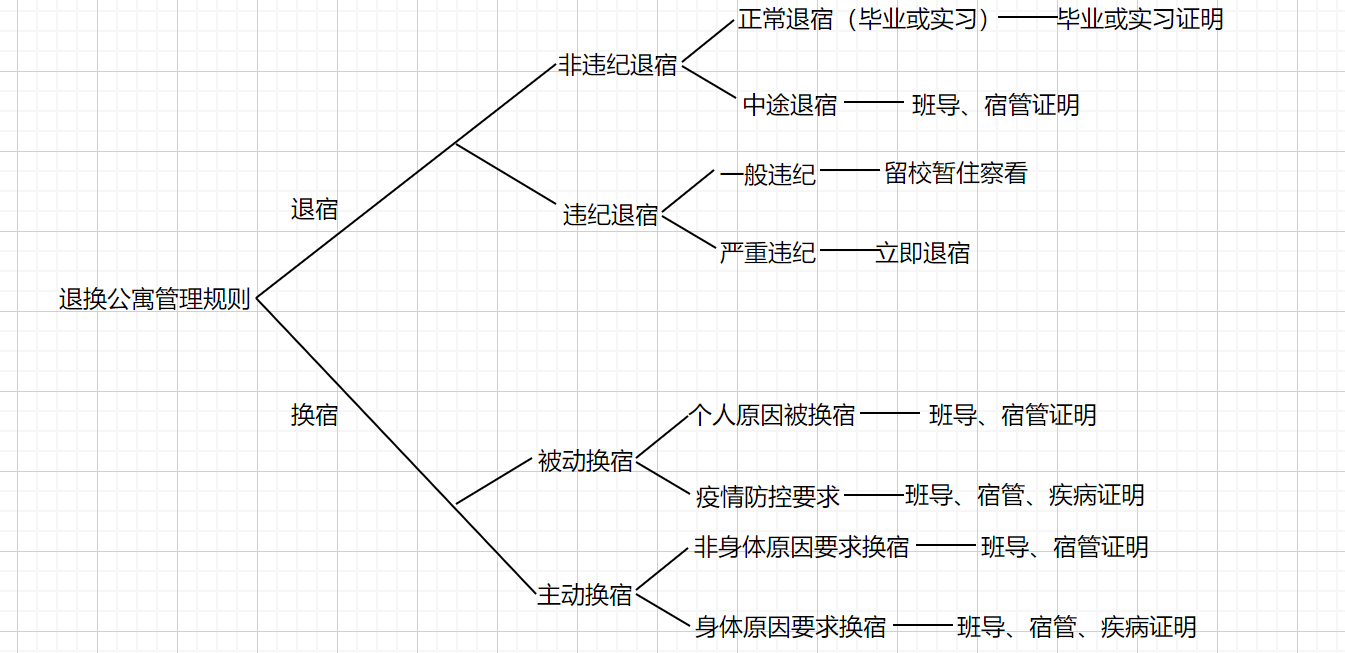 正常退宿（毕业或实习）
毕业或实习证明
非违纪退宿
中途退宿
班导、宿管证明
一般违纪
留校暂住察看
退宿
违纪退宿
严重违纪
立即退宿
退换公寓管理规则
换宿
个人原因被换宿
班导、宿管证明
被动换宿
疫情防控要求
班导、宿管、疾病证明
非身体原因要求换宿
班导、宿管证明
主动换宿
身体原因要求换宿
班导、宿管、疾病证明